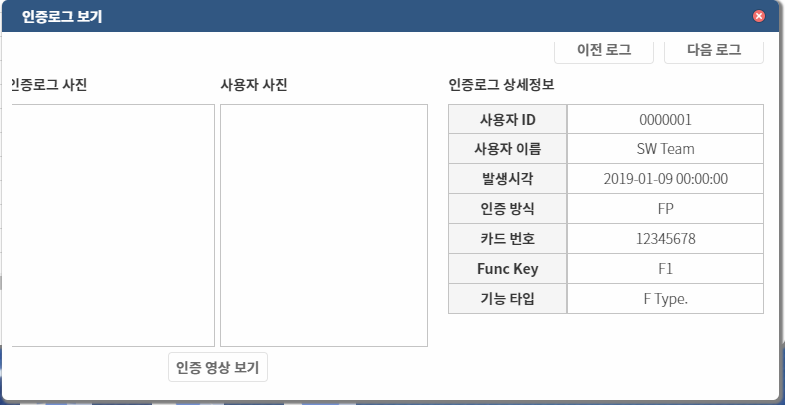 인증로그 보기
이전 로그 다음 로그
인증로그 사진 사용자 사진 인증로그 상세정보
사용자 ID 0000001
사용자 이름 SW Team
발생시각 2019-01-09 00:00:00
인증 방식 FP
카드 번호 12345678
Func Key F1
기능 타입 F Type.
인증 영상 보기